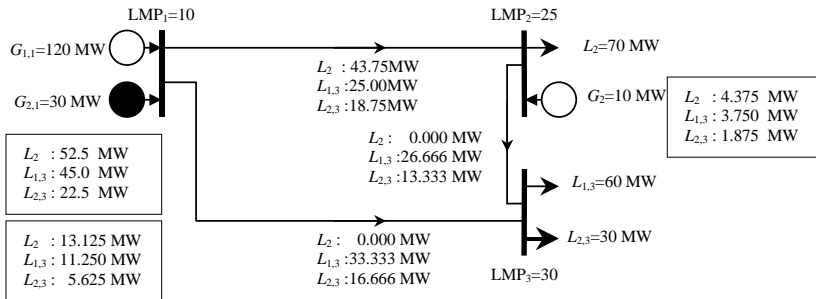 LMP1=10
LMP2=25
G1,1=120 MW
L2=70 MW
L2 : 43.75MW
L1,3 :25.00MW
L2,3 :18.75MW
G2,1=30 MW
G2=10 MW
L2 : 4.375 MW
L1,3 : 3.750 MW
L2,3 : 1.875 MW
L2 : 0.000 MW
L1,3 :26.666 MW
L2,3 :13.333 MW
L2 : 52.5 MW
L1,3 : 45.0 MW
L2,3 : 22.5 MW
L1,3=60 MW
L2 : 13.125 MW
L1,3 : 11.250 MW
L2,3 : 5.625 MW
L2 : 0.000 MW
L1,3 :33.333 MW
L2,3 :16.666 MW
L2,3=30 MW
LMP3=30